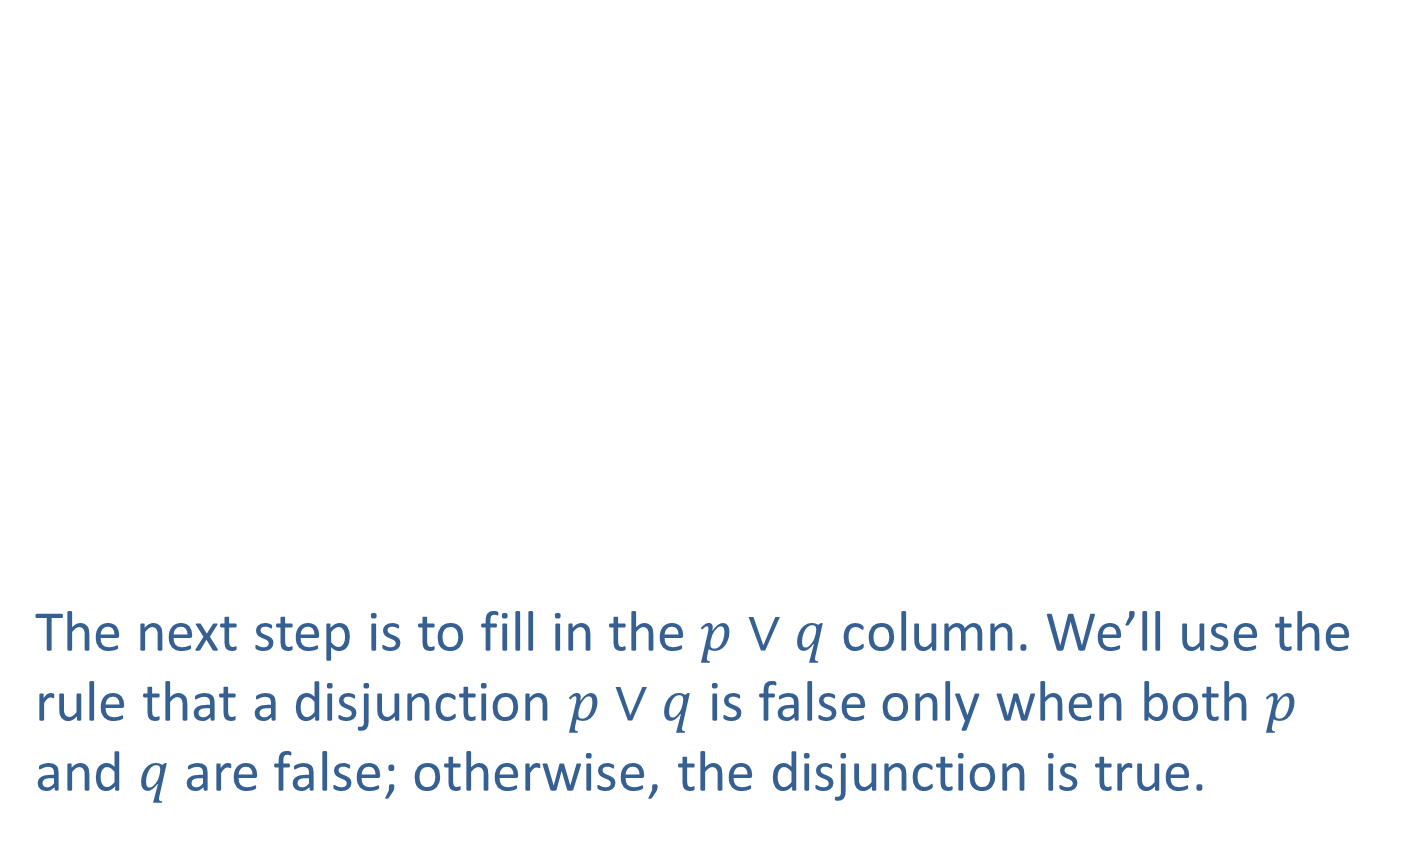 The next step is to fill in the 𝑝 ∨ 𝑞 column. We’ll use the
rule that a disjunction 𝑝 ∨ 𝑞 is false only when both 𝑝
and 𝑞 are false; otherwise, the disjunction is true.